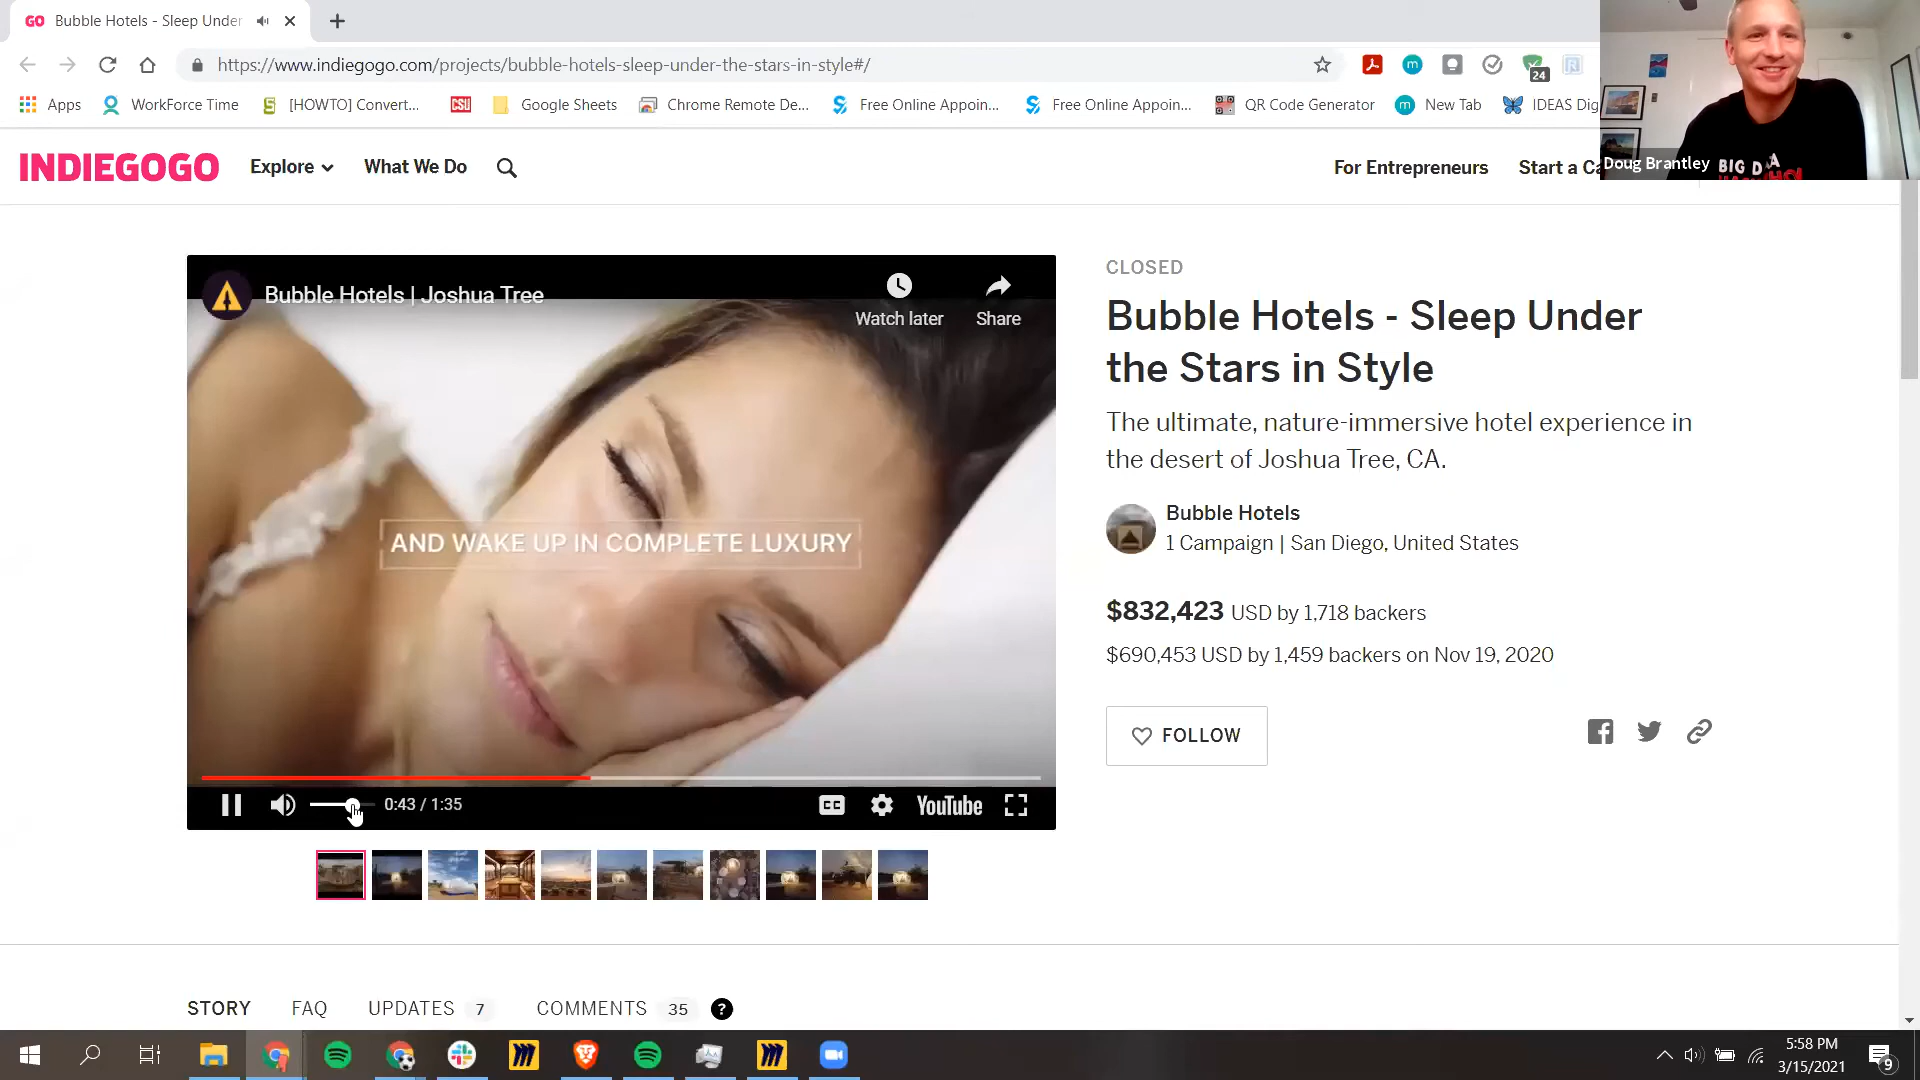 GO Bubble Hotels - Sleep Under
https://www.indiegogo.com/projects/bubble-hotels-sleep-under-the-stars-in-style#/
24
Apps WorkForce Time [HOWTO] Convert... CSU Google Sheets Chrome Remote De... Free Online Appoin... Free Online Appoin... QR Code Generator New Tab IDEAS Dig
Doug Brantley
BIG D
INDIEGOGO Explore What We Do For Entrepreneurs Start a Ca
Bubble Hotels | Joshua Tree
Watch later Share
AND WAKE UP IN COMPLETE LUXURY
0:43 / 1:35 CC YouTube
CLOSED
Bubble Hotels - Sleep Under
the Stars in Style
The ultimate, nature-immersive hotel experience in
the desert of Joshua Tree, CA.
Bubble Hotels
1 Campaign | San Diego, United States
$832,423 USD by 1,718 backers
$690,453 USD by 1,459 backers on Nov 19, 2020
FOLLOW
STORY FAQ UPDATES 7 COMMENTS 35 ?
5:58 PM
3/15/2021
9